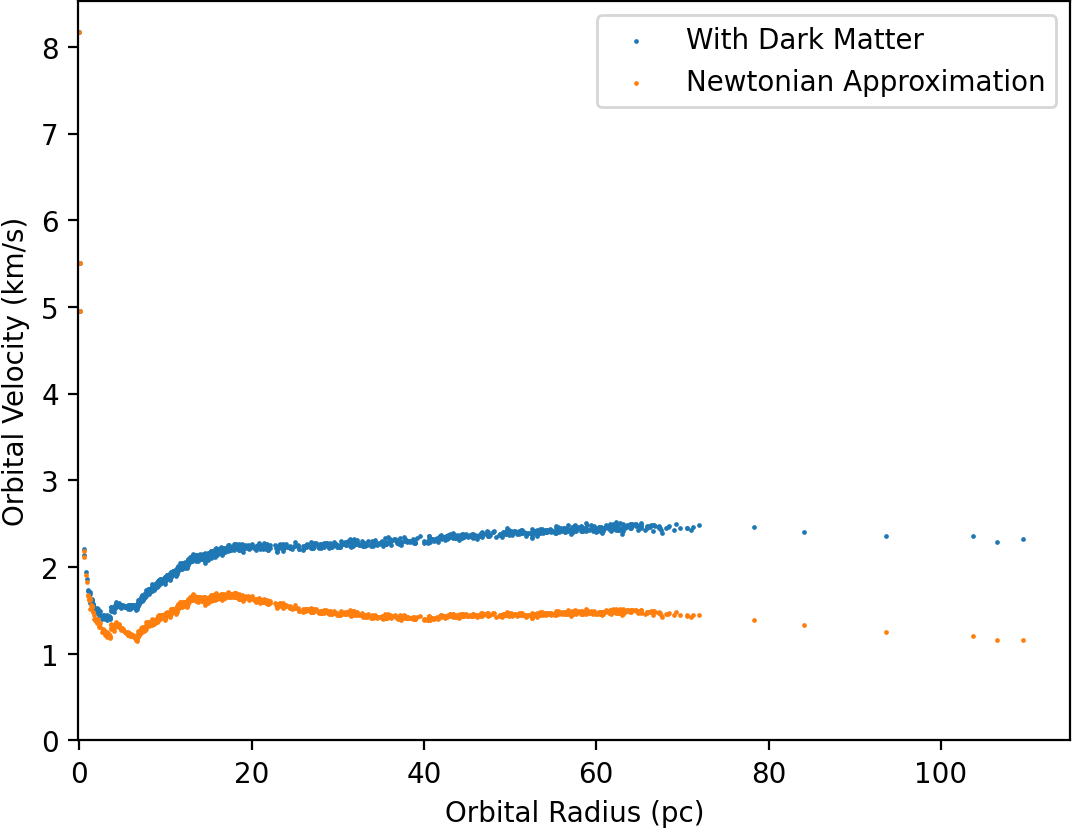 With Dark Matter
Newtonian Approximation
Orbital Velocity (km/s)
8
7
6
5
4
3
2
1
0
0 20 40 60 80 100
Orbital Radius (pc)